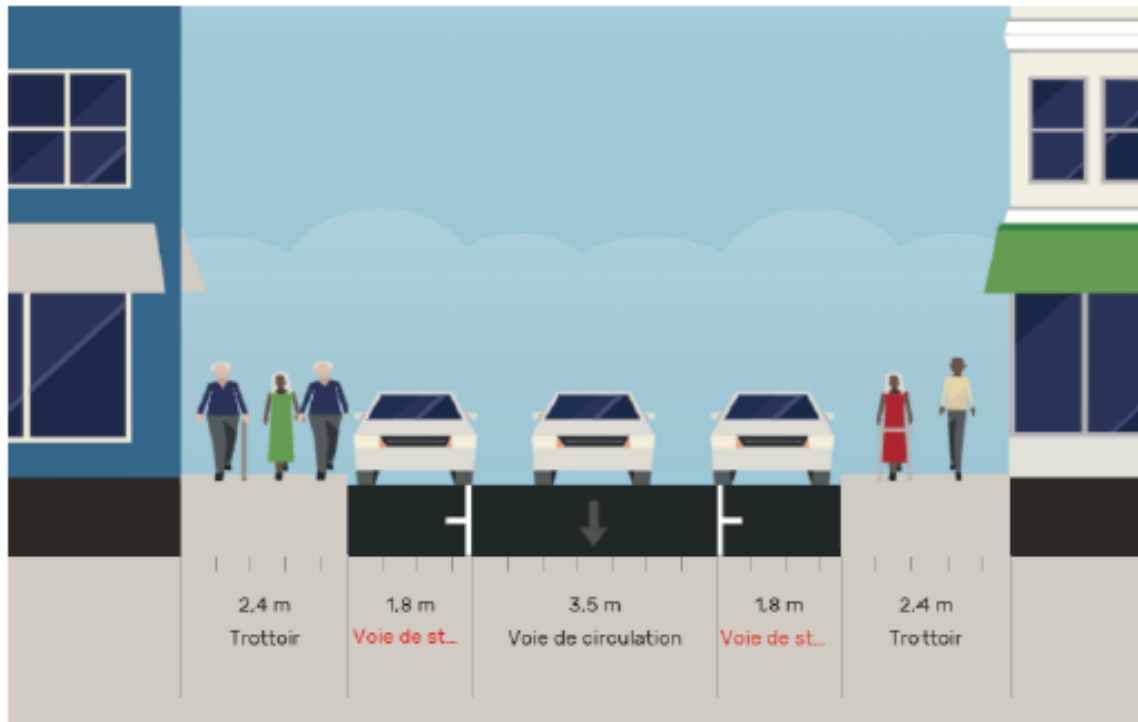 2.4 m
Trottoir
1.8 m
Voie de st...
3.5 m
Voie de circulation
1.8 m
Voie de st...
2.4 m
Trottoir